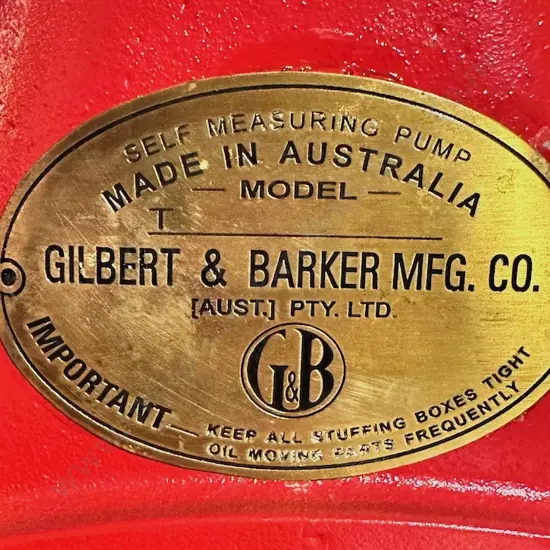 SELF MEASURING PUMP
MADE IN AUSTRALIA
— MODEL —
T
GILBERT & BARKER MFG. CO.
[AUST.] PTY. LTD.
G&B
IMPORTANT — KEEP ALL STUFFING BOXES TIGHT
OIL MOVING PARTS FREQUENTLY